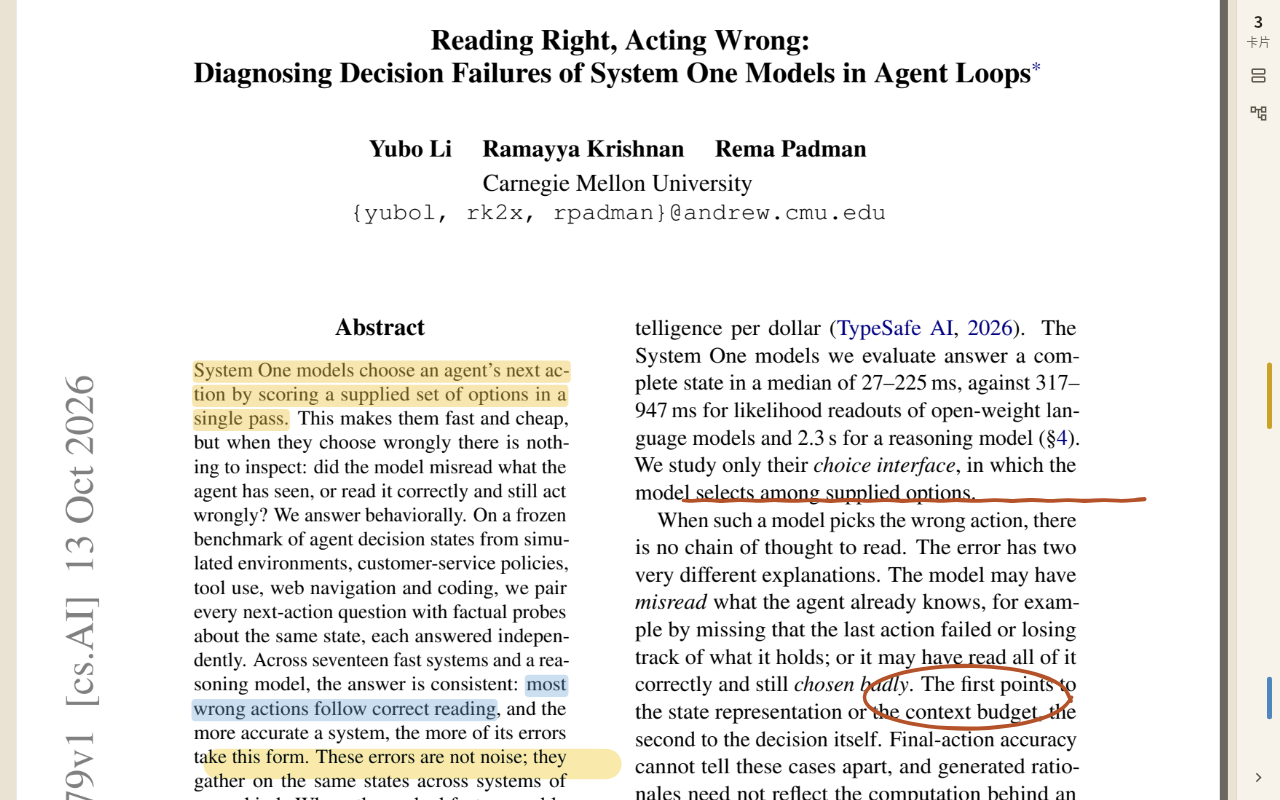 Reading Right, Acting Wrong:
Diagnosing Decision Failures of System One Models in Agent Loops*
Yubo Li Ramayya Krishnan Rema Padman
Carnegie Mellon University
{yubol, rk2x, rpadman}@andrew.cmu.edu
79v1 [cs.AI] 13 Oct 2026
Abstract
System One models choose an agent's next ac-
tion by scoring a supplied set of options in a
single pass. This makes them fast and cheap,
but when they choose wrongly there is noth-
ing to inspect: did the model misread what the
agent has seen, or read it correctly and still act
wrongly? We answer behaviorally. On a frozen
benchmark of agent decision states from simu-
lated environments, customer-service policies,
tool use, web navigation and coding, we pair
every next-action question with factual probes
about the same state, each answered indepen-
dently. Across seventeen fast systems and a rea-
soning model, the answer is consistent: most
wrong actions follow correct reading, and the
more accurate a system, the more of its errors
take this form. These errors are not noise; they
gather on the same states across systems of
telligence per dollar (TypeSafe AI, 2026). The
System One models we evaluate answer a com-
plete state in a median of 27–225 ms, against 317–
947 ms for likelihood readouts of open-weight lan-
guage models and 2.3 s for a reasoning model (§4).
We study only their choice interface, in which the
model selects among supplied options.
When such a model picks the wrong action, there
is no chain of thought to read. The error has two
very different explanations. The model may have
misread what the agent already knows, for exam-
ple by missing that the last action failed or losing
track of what it holds; or it may have read all of it
correctly and still chosen badly. The first points to
the state representation or the context budget, the
second to the decision itself. Final-action accuracy
cannot tell these cases apart, and generated ratio-
nales need not reflect the computation behind an
3
卡片